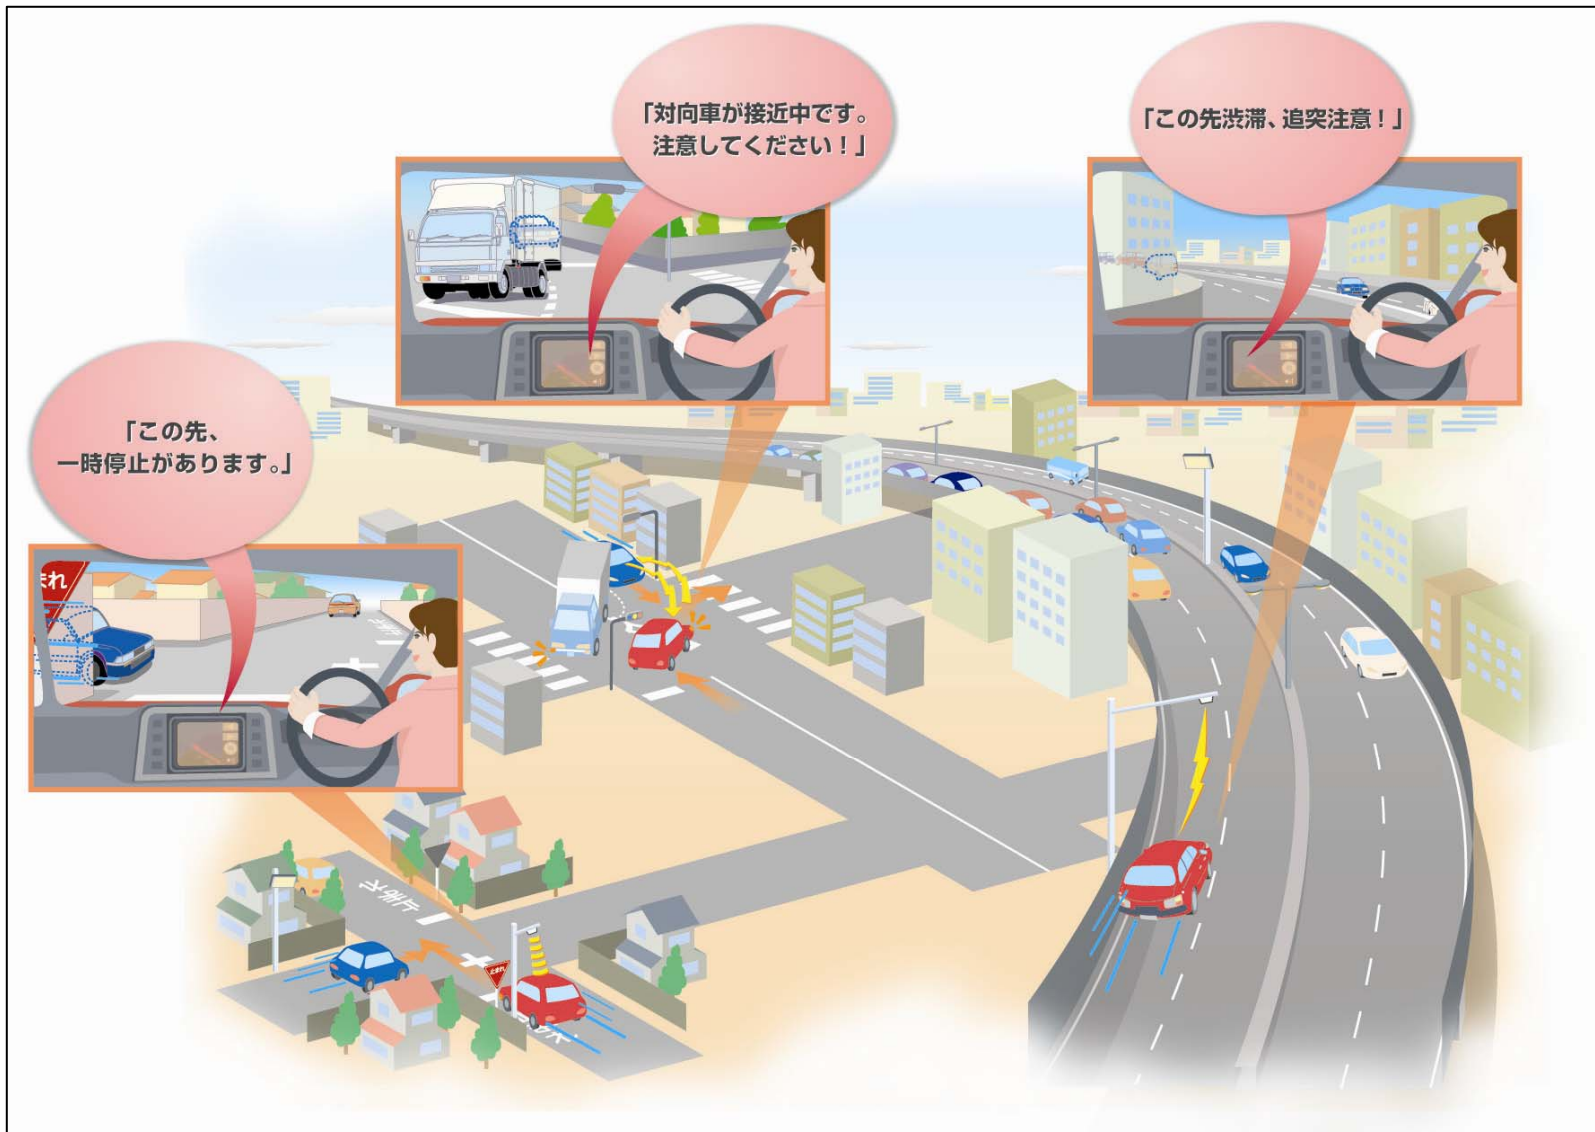 「対向車が接近中です。
注意してください！」
「この先渋滞、追突注意！」
「この先、
一時停止があります。」
まれ
止まれ